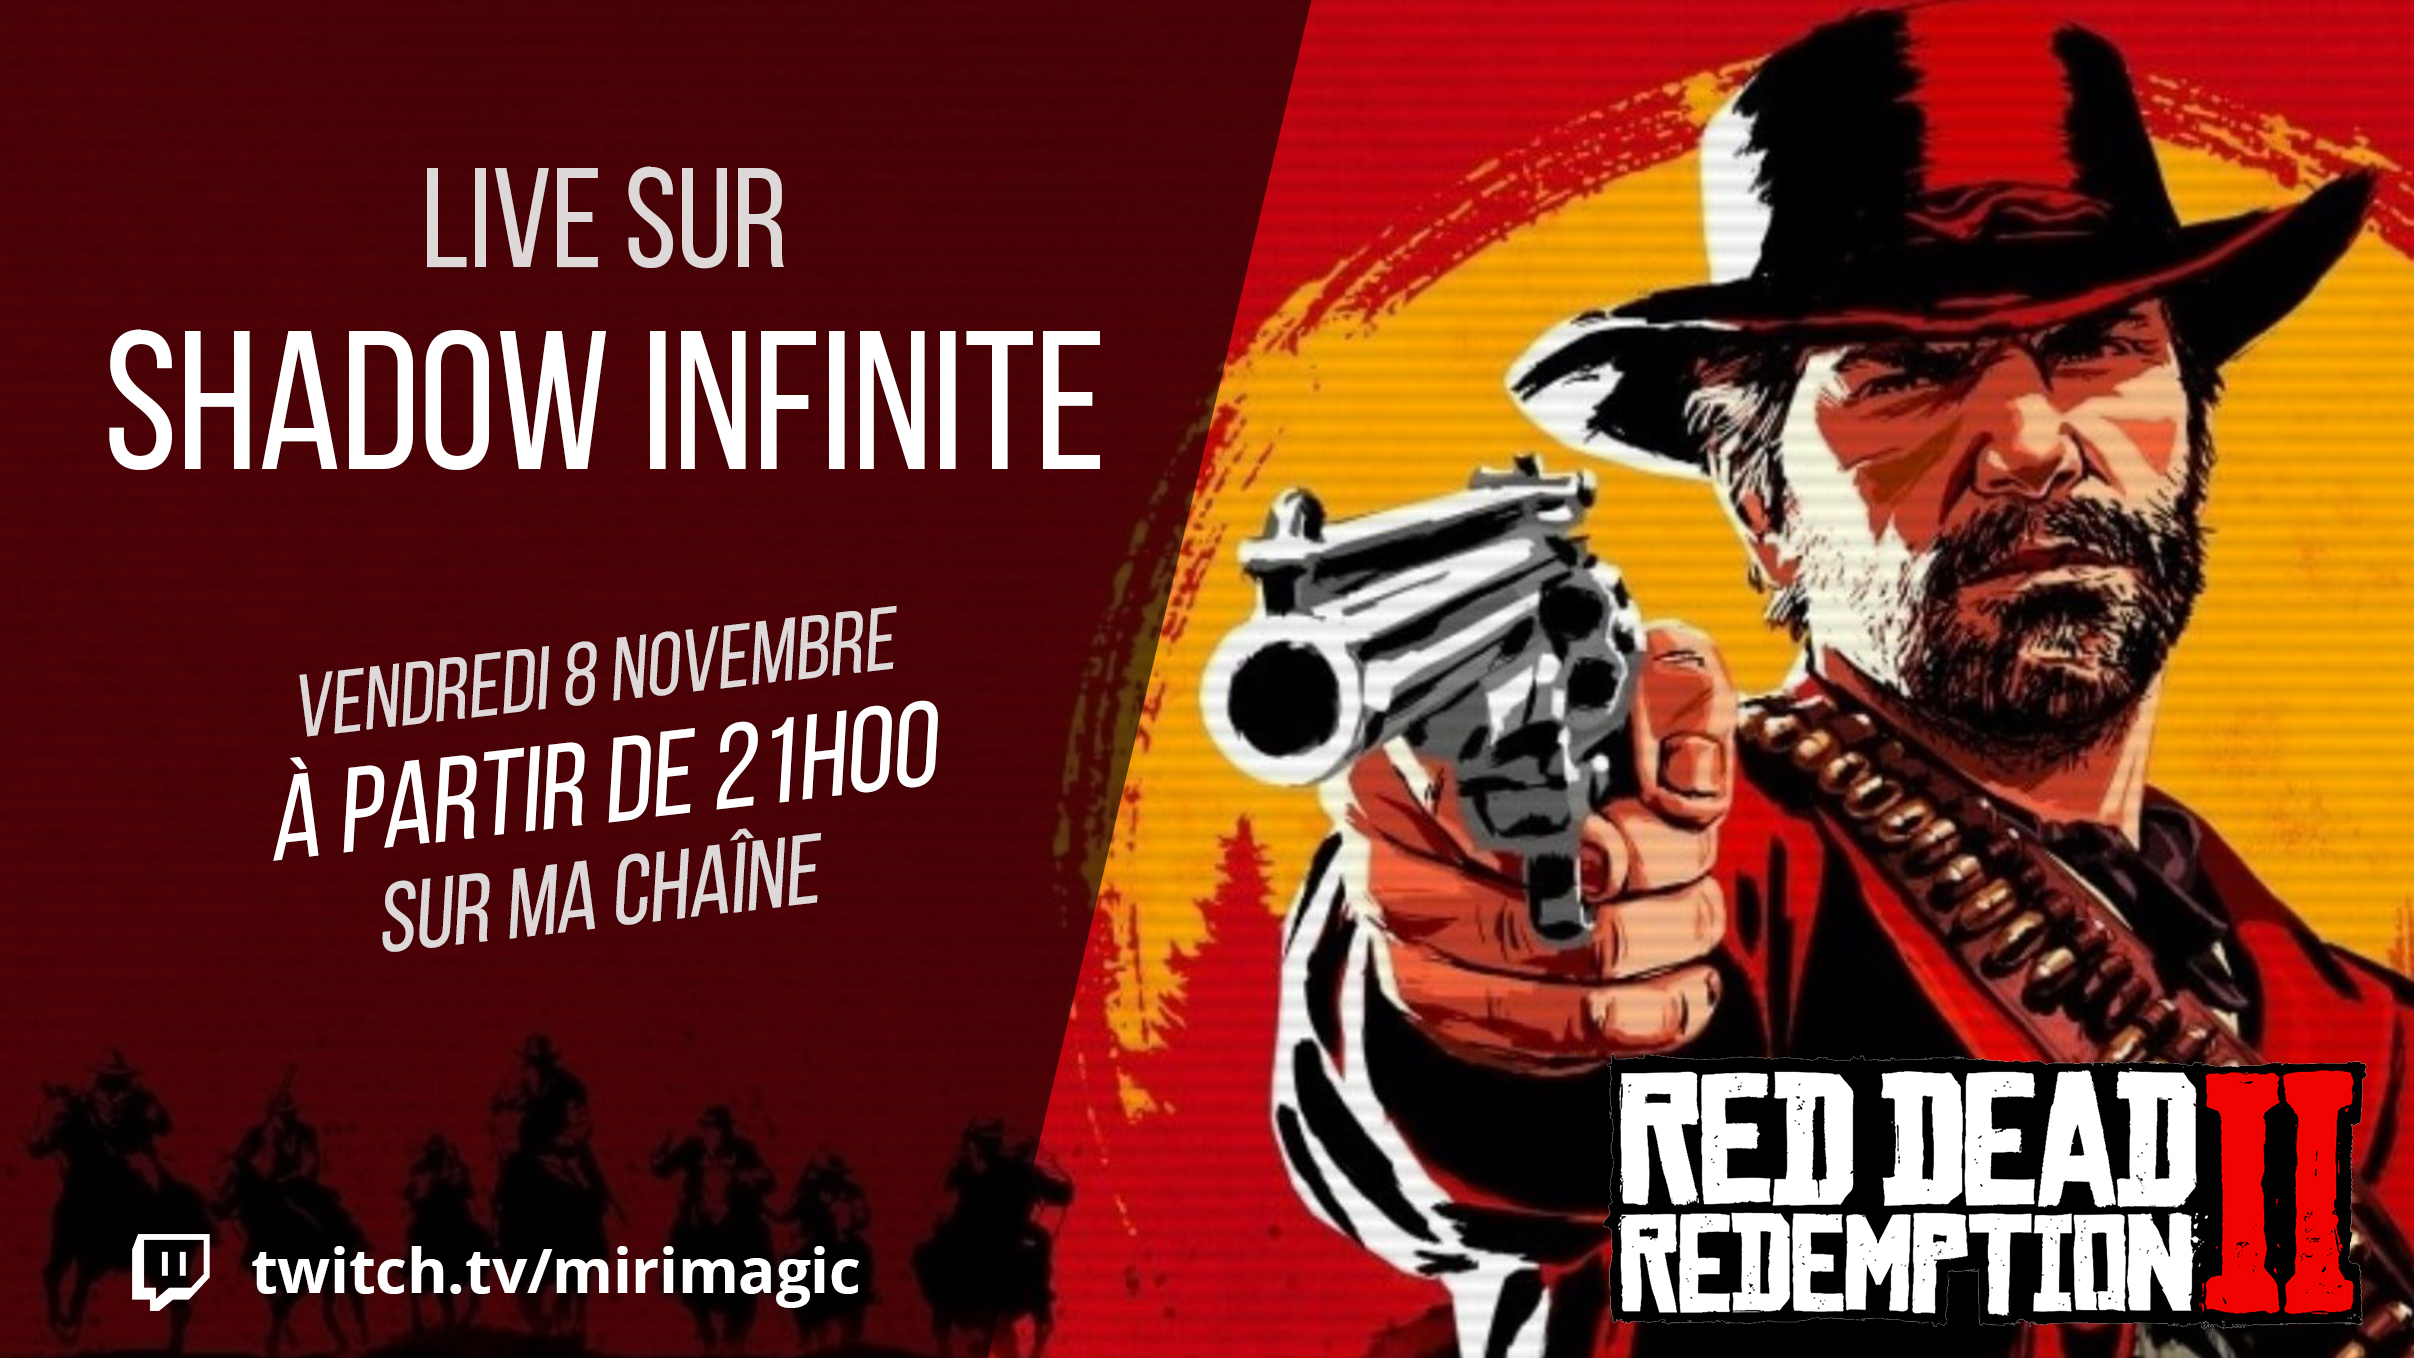 LIVE SUR
SHADOW INFINITE
VENDREDI 8 NOVEMBRE
À PARTIR DE 21H00
SUR MA CHAÎNE
twitch.tv/mirimagic
RED DEAD
REDEMPTION II